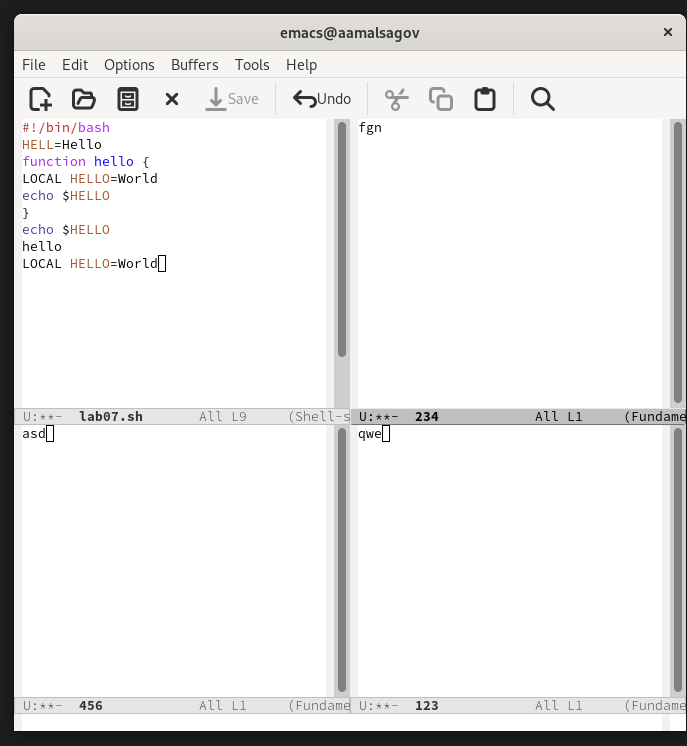 emacs@aamalsagov
File Edit Options Buffers Tools Help
Save Undo
#!/bin/bash
HELL=Hello
function hello {
LOCAL HELLO=World
echo $HELLO
}
echo $HELLO
hello
LOCAL HELLO=World
U:**- lab07.sh All L9 (Shell-s
fgn
U:**- 234 All L1 (Fundame
asd
U:**- 456 All L1 (Fundame
qwe
U:**- 123 All L1 (Fundame